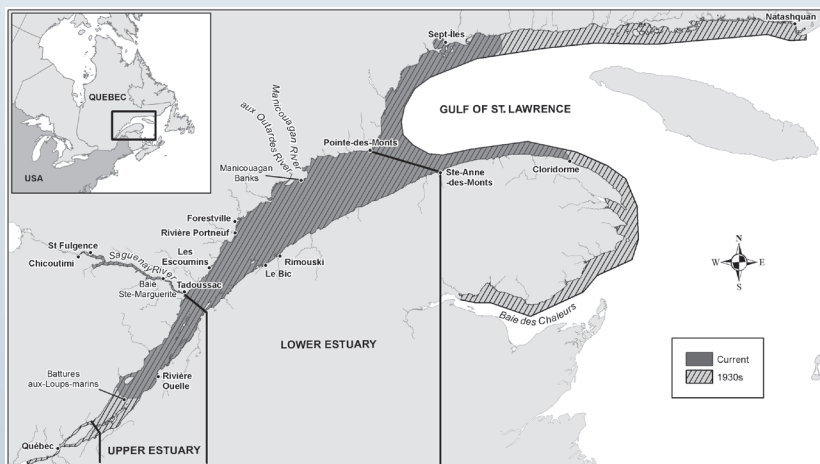 Natashquan
Sept-Îles
QUEBEC
GULF OF ST. LAWRENCE
Manicouagan River
aux Outardes River
Pointe-des-Monts
Manicouagan
Banks
USA
Ste-Anne
-des-Monts
Cloridorme
Forestville
Rivière Portneuf
St Fulgence
Chicoutimi
Saguenay River
Les
Escoumins
Rimouski
Le Bic
Baie
Ste-Marguerite
Tadoussac
N
W
E
S
Baie des Chaleurs
LOWER ESTUARY
Current
1930s
Battures
aux-Loups-marins
Rivière
Ouelle
Québec
UPPER ESTUARY